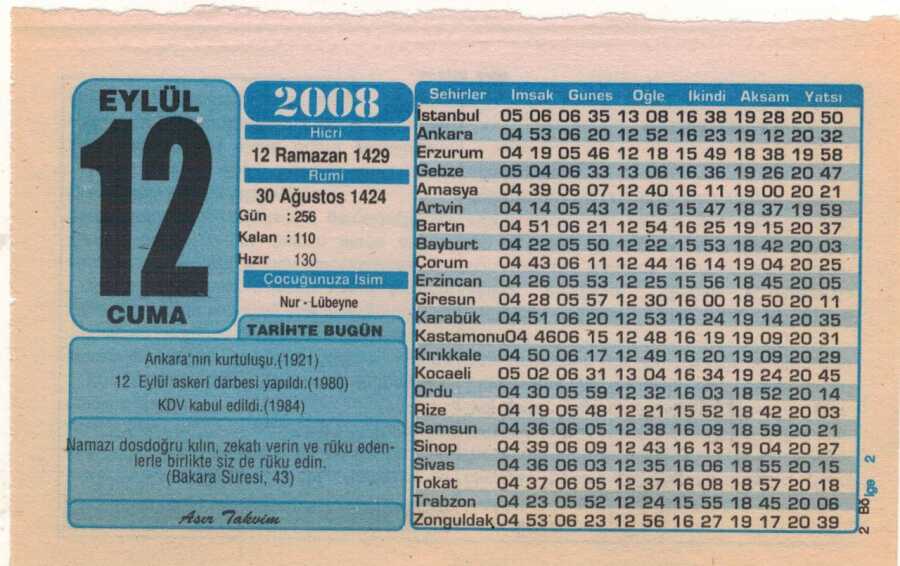 EYLÜL
12
CUMA
2008
Hicri
12 Ramazan 1429
Rumi
30 Ağustos 1424
Gün : 256
Kalan : 110
Hızır 130
Çocuğunuza İsim
Nur - Lübeyne
TARİHTE BUGÜN
Ankara'nın kurtuluşu.(1921)
12 Eylül askeri darbesi yapıldı.(1980)
KDV kabul edildi.(1984)
Namazı dosdoğru kılın, zekatı verin ve rüku eden-
lerle birlikte siz de rüku edin.
(Bakara Suresi, 43)
Asır Takvim
Sehirler Imsak Gunes Oğle Ikindi Aksam Yatsı
İstanbul 05 06 06 35 13 08 16 38 19 28 20 50
Ankara 04 53 06 20 12 52 16 23 19 12 20 32
Erzurum 04 19 05 46 12 18 15 49 18 38 19 58
Gebze 05 04 06 33 13 06 16 36 19 26 20 47
Amasya 04 39 06 07 12 40 16 11 19 00 20 21
Artvin 04 14 05 43 12 16 15 47 18 37 19 59
Bartın 04 51 06 21 12 54 16 25 19 15 20 37
Bayburt 04 22 05 50 12 22 15 53 18 42 20 03
Çorum 04 43 06 11 12 44 16 14 19 04 20 25
Erzincan 04 26 05 53 12 25 15 56 18 45 20 05
Giresun 04 28 05 57 12 30 16 00 18 50 20 11
Karabük 04 51 06 20 12 53 16 24 19 14 20 35
Kastamonu04 4606 15 12 48 16 19 19 09 20 31
Kırıkkale 04 50 06 17 12 49 16 20 19 09 20 29
Kocaeli 05 02 06 31 13 04 16 34 19 24 20 45
Ordu 04 30 05 59 12 32 16 03 18 52 20 14
Rize 04 19 05 48 12 21 15 52 18 42 20 03
Samsun 04 36 06 05 12 38 16 09 18 59 20 21
Sinop 04 39 06 09 12 43 16 13 19 04 20 27
Sivas 04 36 06 03 12 35 16 06 18 55 20 15
Tokat 04 37 06 05 12 37 16 08 18 57 20 18
Trabzon 04 23 05 52 12 24 15 55 18 45 20 06
Zonguldak 04 53 06 23 12 56 16 27 19 17 20 39
2 Bölge 2